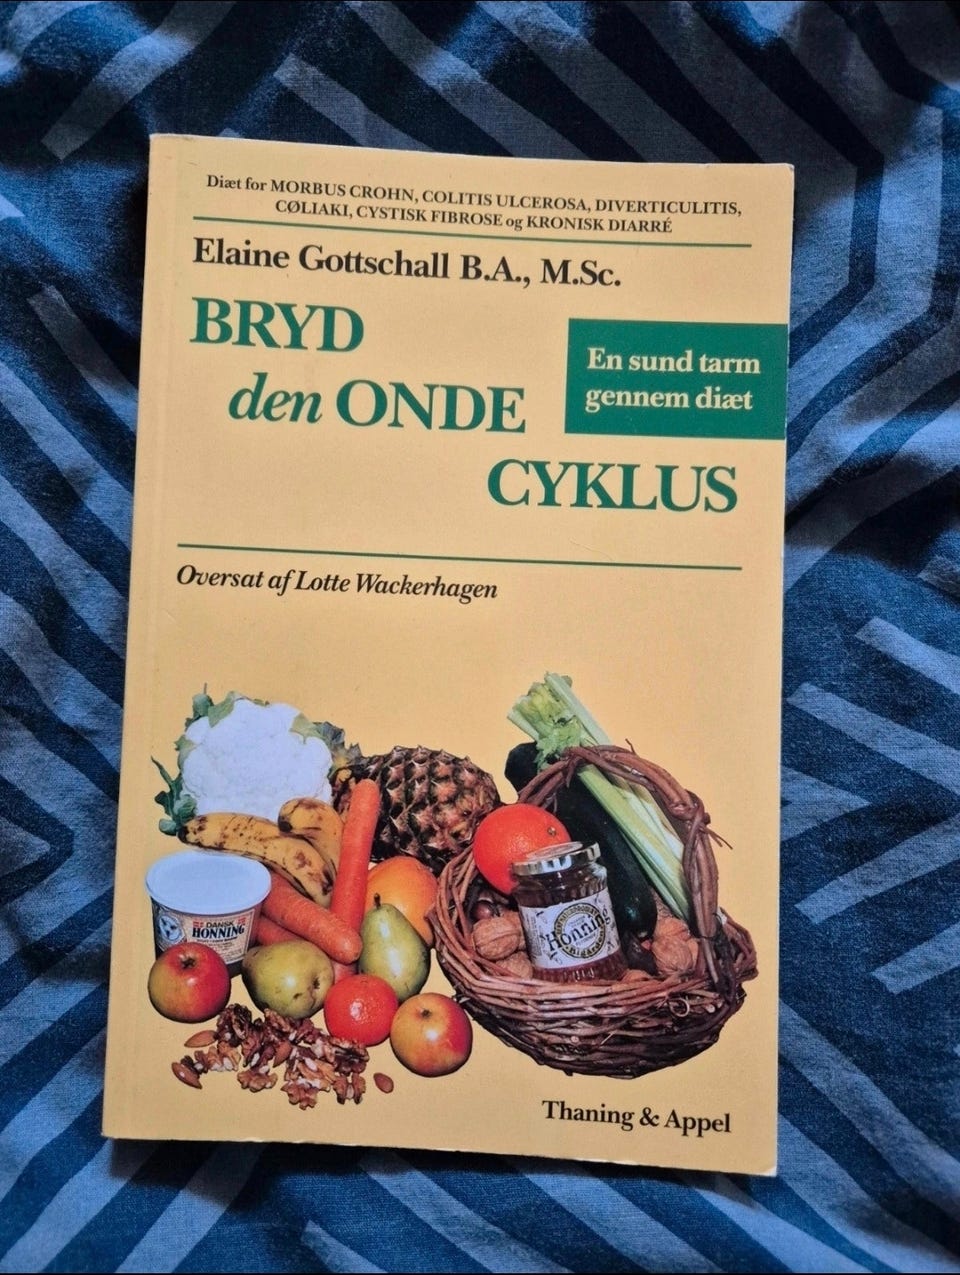 Diæt for MORBUS CROHN, COLITIS ULCEROSA, DIVERTICULITIS,
CØLIAKI, CYSTISK FIBROSE og KRONISK DIARRÉ
Elaine Gottschall B.A., M.Sc.
BRYD
den ONDE
CYKLUS
En sund tarm
gennem diæt
Oversat af Lotte Wackerhagen
DANSK
HONNING
Honning
Thaning & Appel